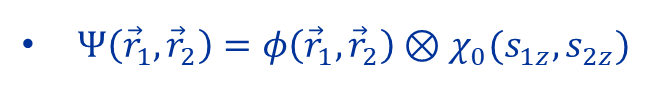 • Ψ(r⃗₁,r⃗₂) = ϕ(r⃗₁,r⃗₂) ⊗ χ₀(s₁z,s₂z)